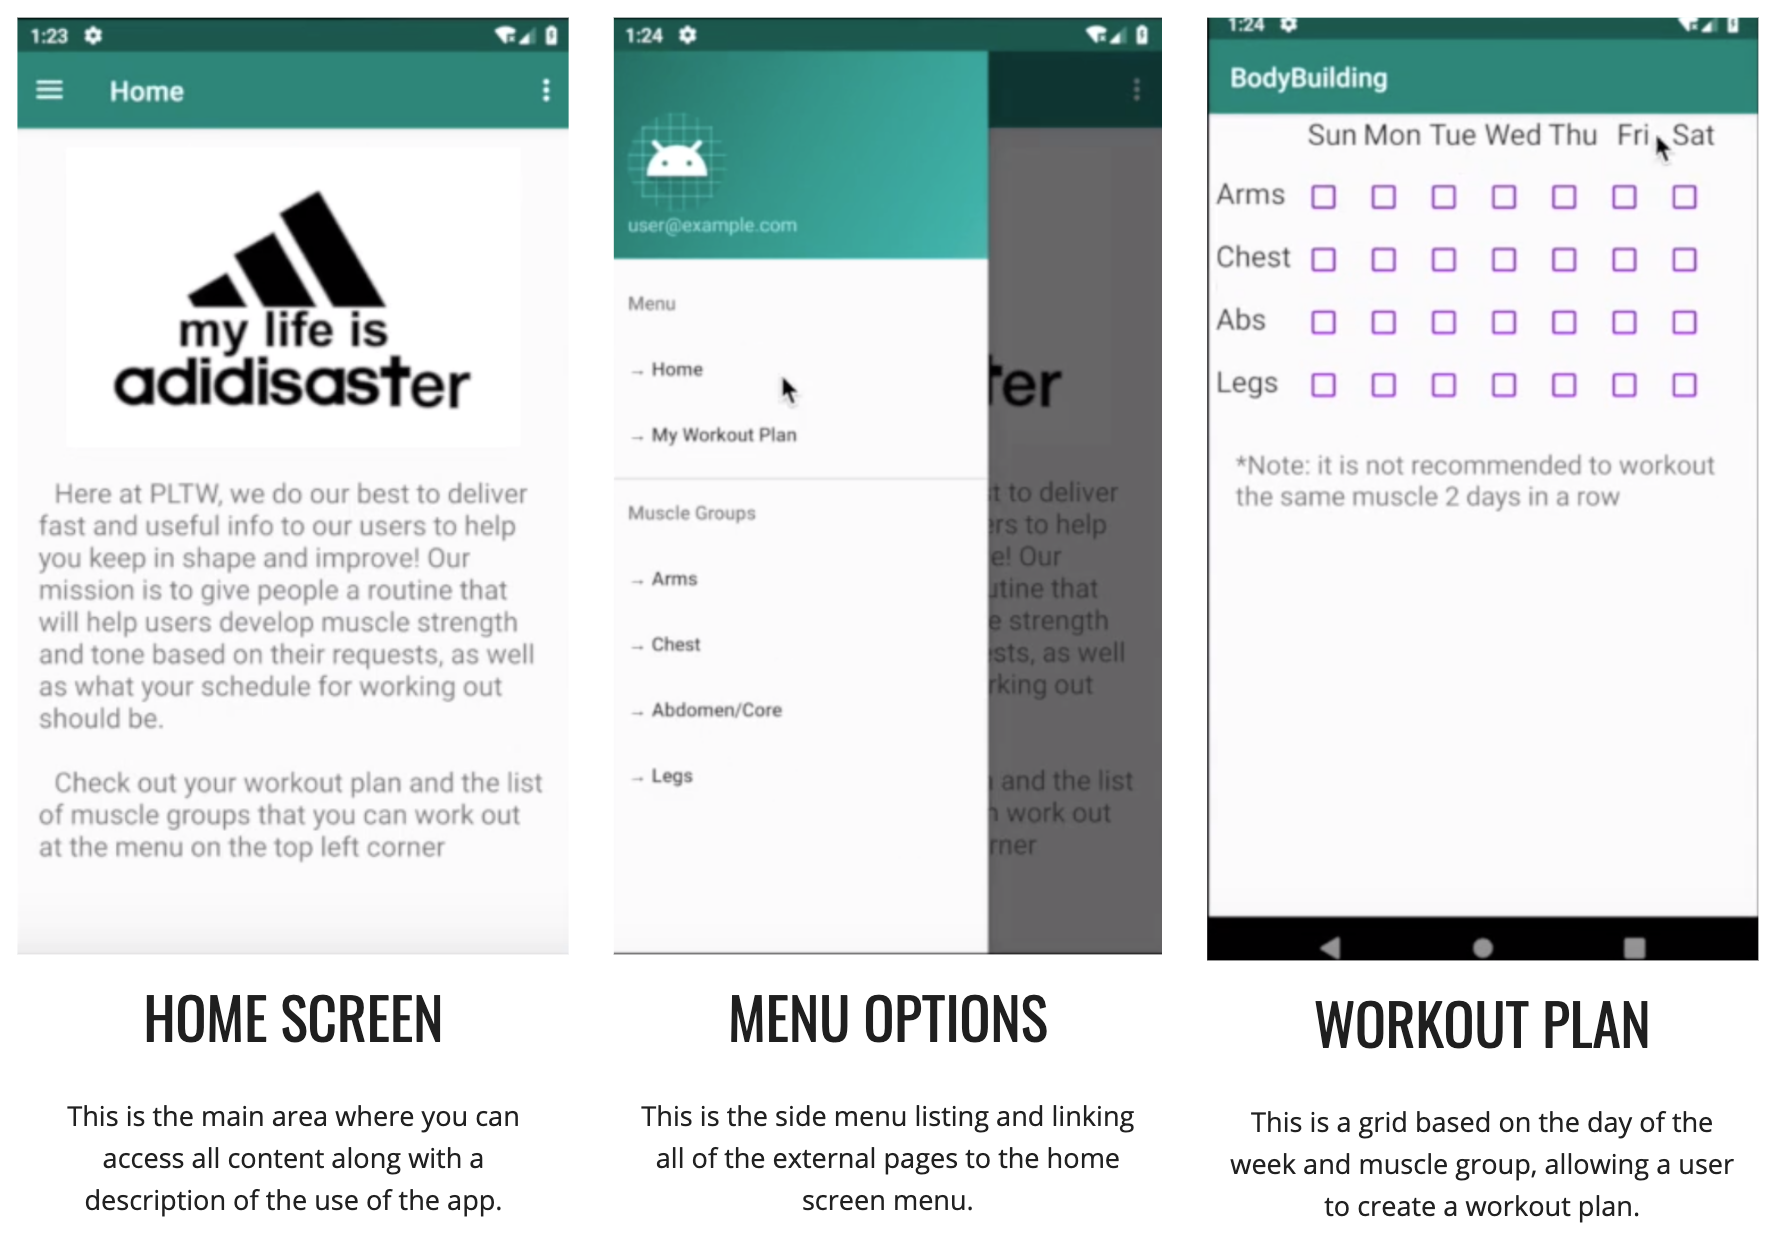 1:23
Home
my life is
adidisaster
Here at PLTW, we do our best to deliver
fast and useful info to our users to help
you keep in shape and improve! Our
mission is to give people a routine that
will help users develop muscle strength
and tone based on their requests, as well
as what your schedule for working out
should be.
Check out your workout plan and the list
of muscle groups that you can work out
at the menu on the top left corner
HOME SCREEN
This is the main area where you can
access all content along with a
description of the use of the app.
1:24
user@example.com
Menu
→ Home
→ My Workout Plan
Muscle Groups
→ Arms
→ Chest
→ Abdomen/Core
→ Legs
ter
t to deliver
ers to help
e! Our
utine that
e strength
ests, as well
rking out
and the list
n work out
rner
MENU OPTIONS
This is the side menu listing and linking
all of the external pages to the home
screen menu.
1:24
BodyBuilding
Sun Mon Tue Wed Thu Fri Sat
Arms
Chest
Abs
Legs
*Note: it is not recommended to workout
the same muscle 2 days in a row
WORKOUT PLAN
This is a grid based on the day of the
week and muscle group, allowing a user
to create a workout plan.